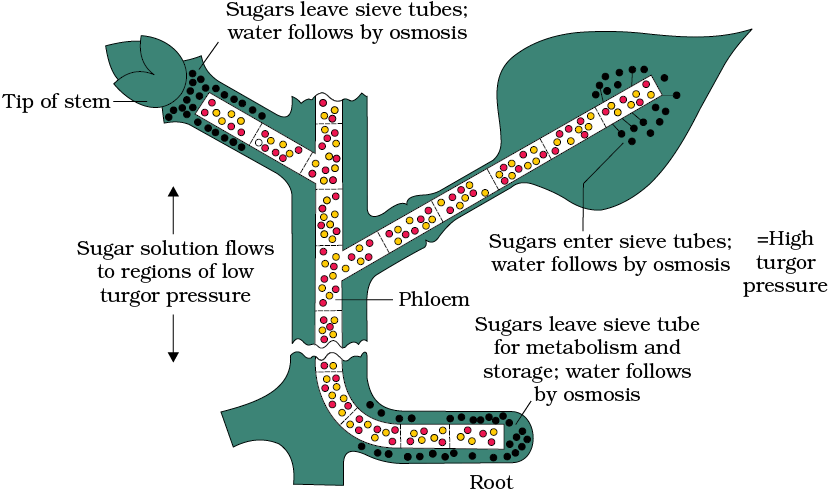 Sugars leave sieve tubes;
water follows by osmosis
Tip of stem
Sugar solution flows
to regions of low
turgor pressure
Sugars enter sieve tubes;
water follows by osmosis
=High
turgor
pressure
Phloem
Sugars leave sieve tube
for metabolism and
storage; water follows
by osmosis
Root